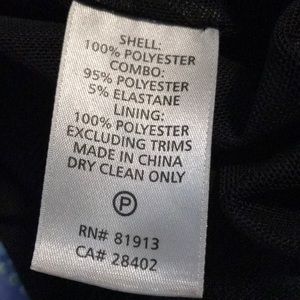 SHELL:
100% POLYESTER
COMBO:
95% POLYESTER
5% ELASTANE
LINING:
100% POLYESTER
EXCLUDING TRIMS
MADE IN CHINA
DRY CLEAN ONLY
P
RN# 81913
CA# 28402